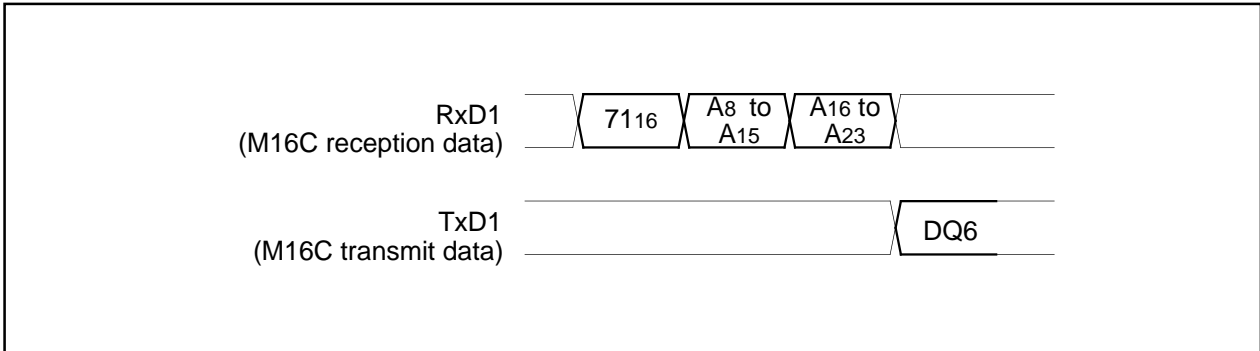 RxD1
(M16C reception data)
7116
A8 to
A15
A16 to
A23
TxD1
(M16C transmit data)
DQ6